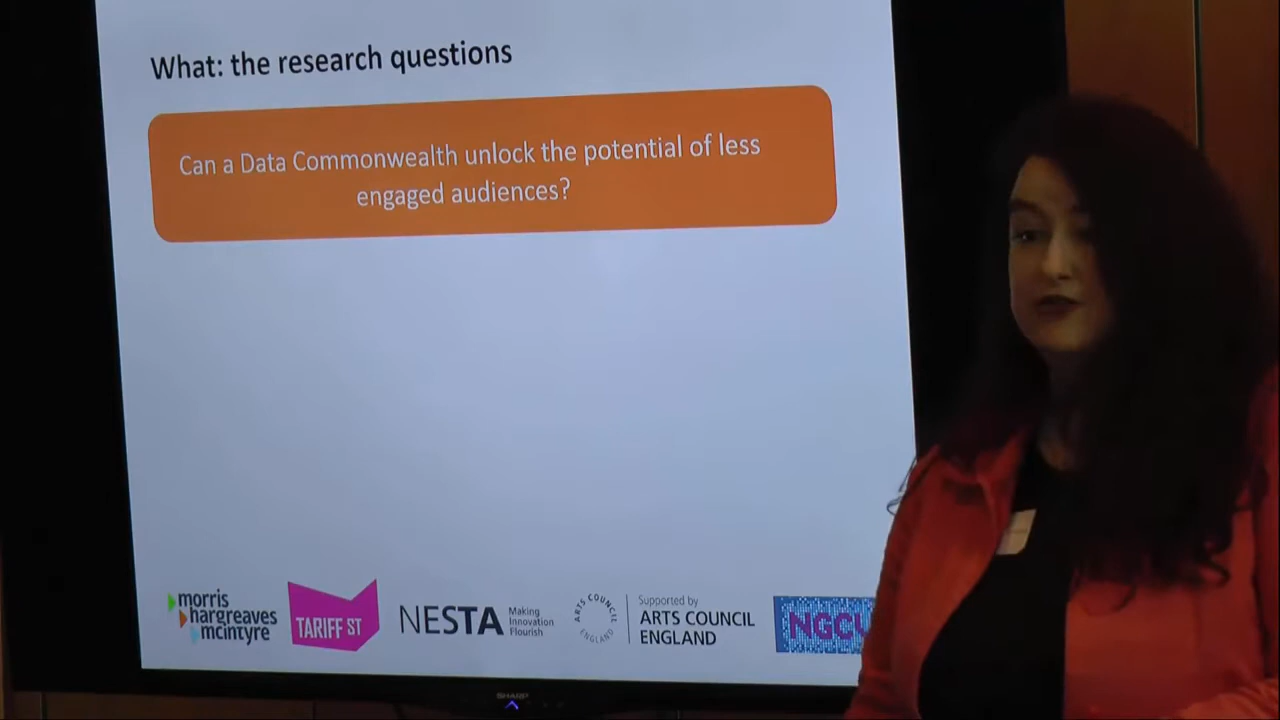 What: the research questions
Can a Data Commonwealth unlock the potential of less
engaged audiences?
morris
hargreaves
mcintyre
TARIFF ST
NESTA
Making
Innovation
Flourish
ARTS COUNCIL
ENGLAND
Supported by
ARTS COUNCIL
ENGLAND
SHARP